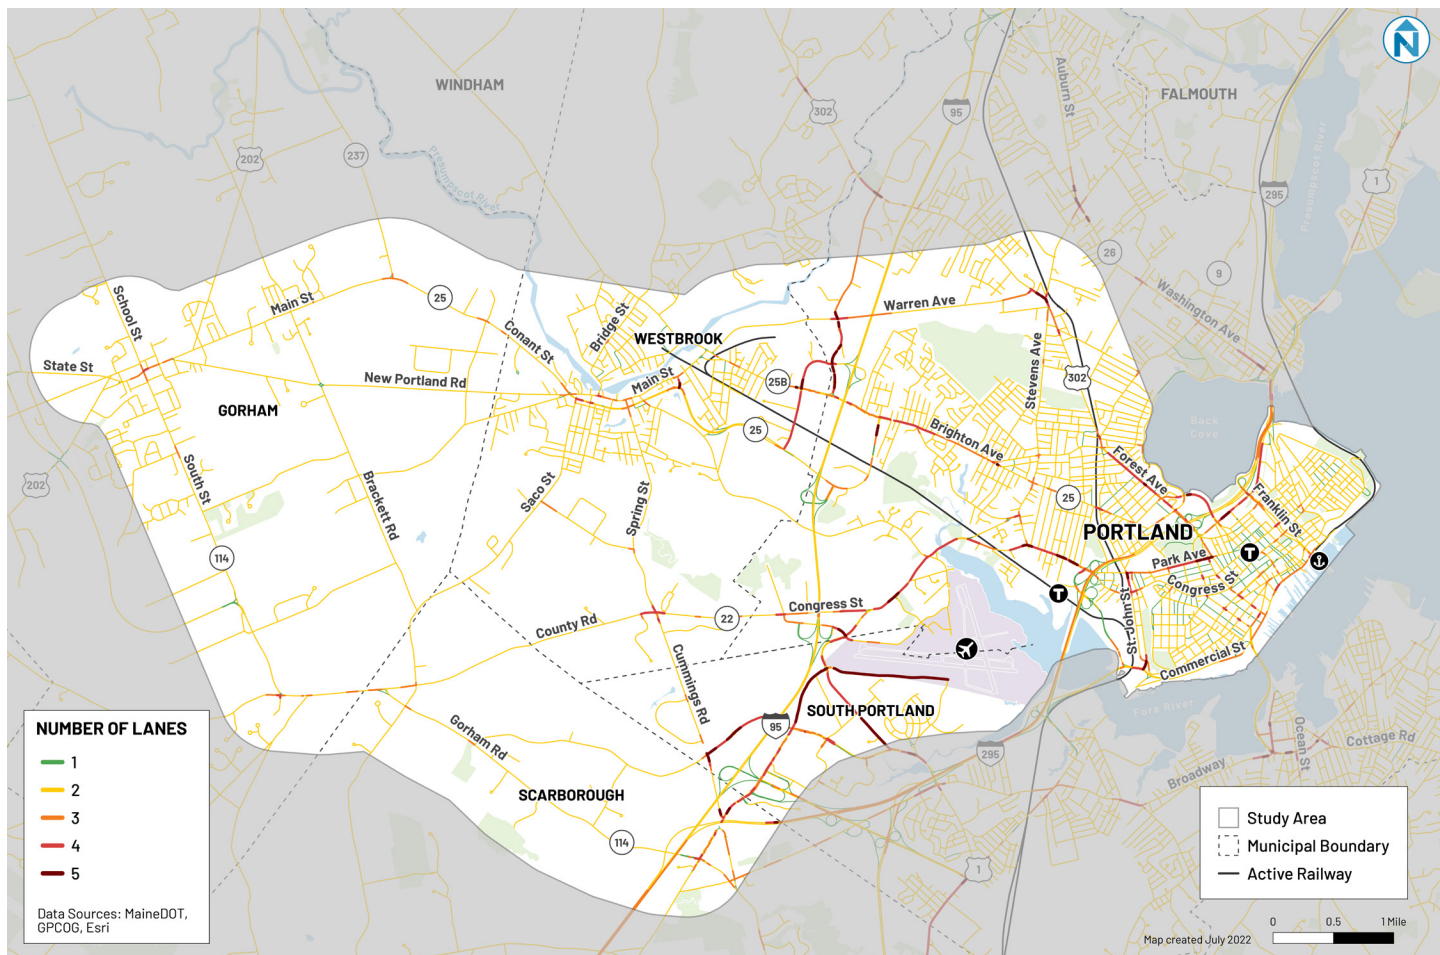 N
WINDHAM
FALMOUTH
Auburn St
302
95
202
237
Presumpscot River
295
1
Presumpscot River
26
9
Washington Ave
School St
Main St
25
Conant St
Bridge St
WESTBROOK
Warren Ave
Stevens Ave
302
State St
New Portland Rd
Main St
25B
GORHAM
25
Brighton Ave
Back
Cove
Forest Ave
South St
202
Brackett Rd
Saco St
Spring St
25
Franklin St
PORTLAND
T
Park Ave
114
T
Congress St
Congress St
22
County Rd
St John St
Cummings Rd
Commercial St
SOUTH PORTLAND
95
Fore River
Gorham Rd
295
Ocean St
Cottage Rd
Broadway
SCARBOROUGH
114
1
NUMBER OF LANES
1
2
3
4
5
Data Sources: MaineDOT,
GPCOG, Esri
Study Area
Municipal Boundary
Active Railway
0 0.5 1 Mile
Map created July 2022